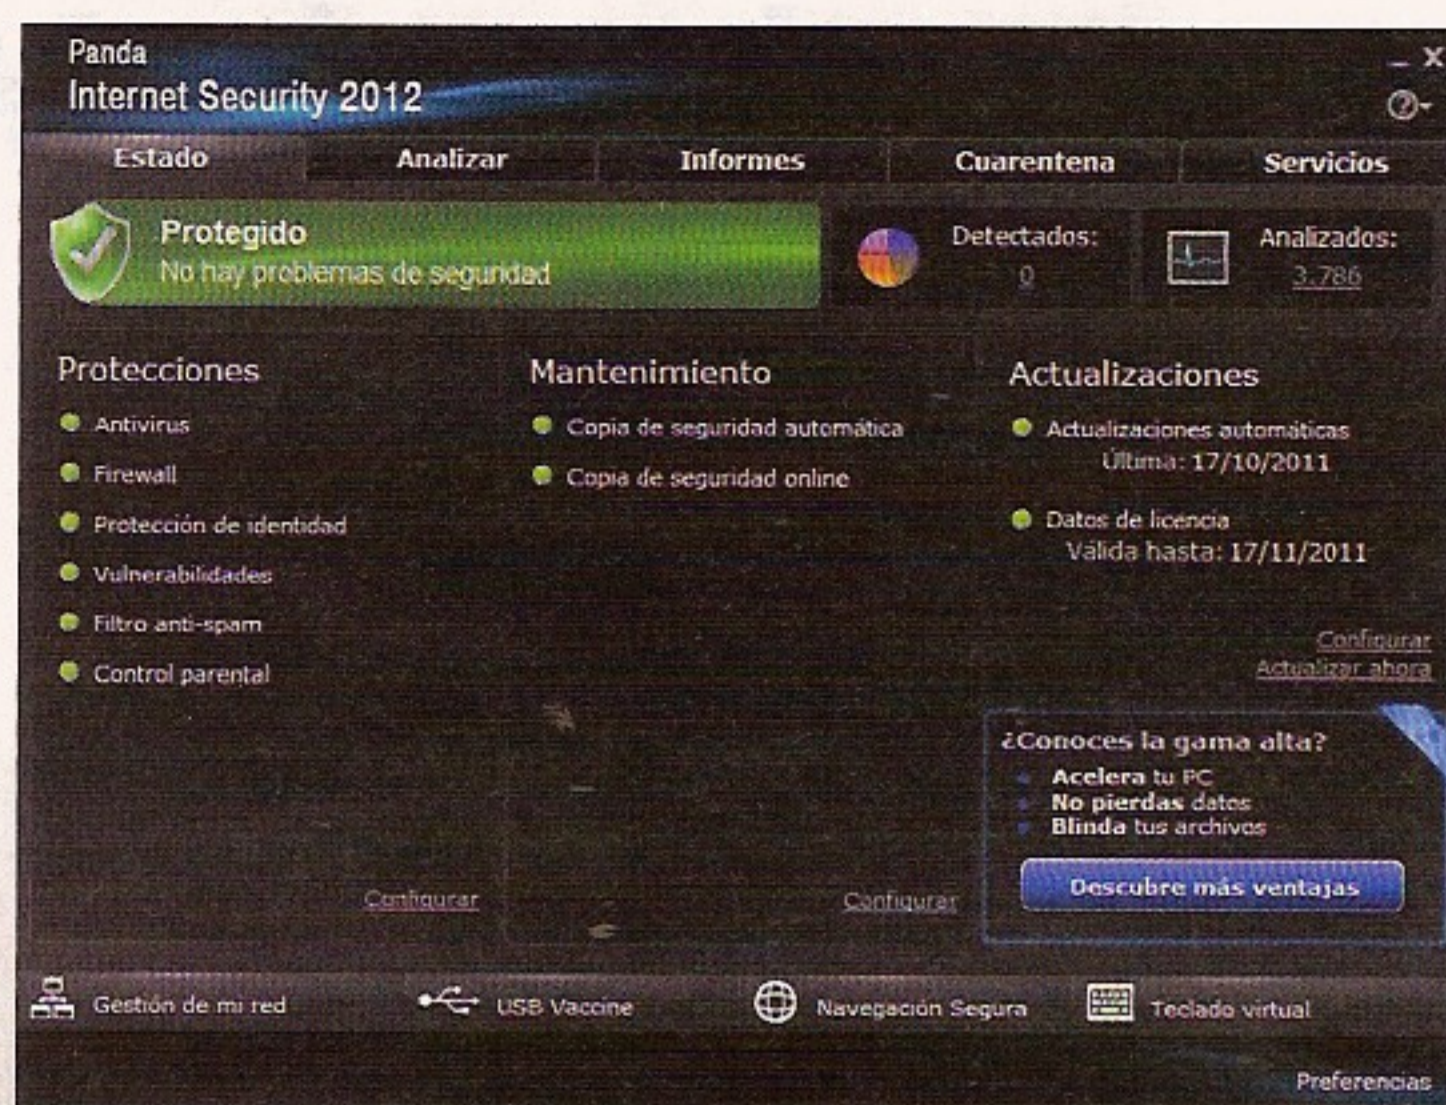 Panda
Internet Security 2012
Estado
Analizar
Informes
Cuarentena
Servicios
Protegido
No hay problemas de seguridad
Detectados:
0
Analizados:
3.786
Protecciones
Antivirus
Firewall
Protección de identidad
Vulnerabilidades
Filtro anti-spam
Control parental
Configurar
Mantenimiento
Copia de seguridad automática
Copia de seguridad online
Configurar
Actualizaciones
Actualizaciones automáticas
Última: 17/10/2011
Datos de licencia
Válida hasta: 17/11/2011
Configurar
Actualizar ahora
¿Conoces la gama alta?
Acelera tu PC
No pierdas datos
Blinda tus archivos
Descubre más ventajas
Gestión de mi red
USB Vaccine
Navegación Segura
Teclado virtual
Preferencias